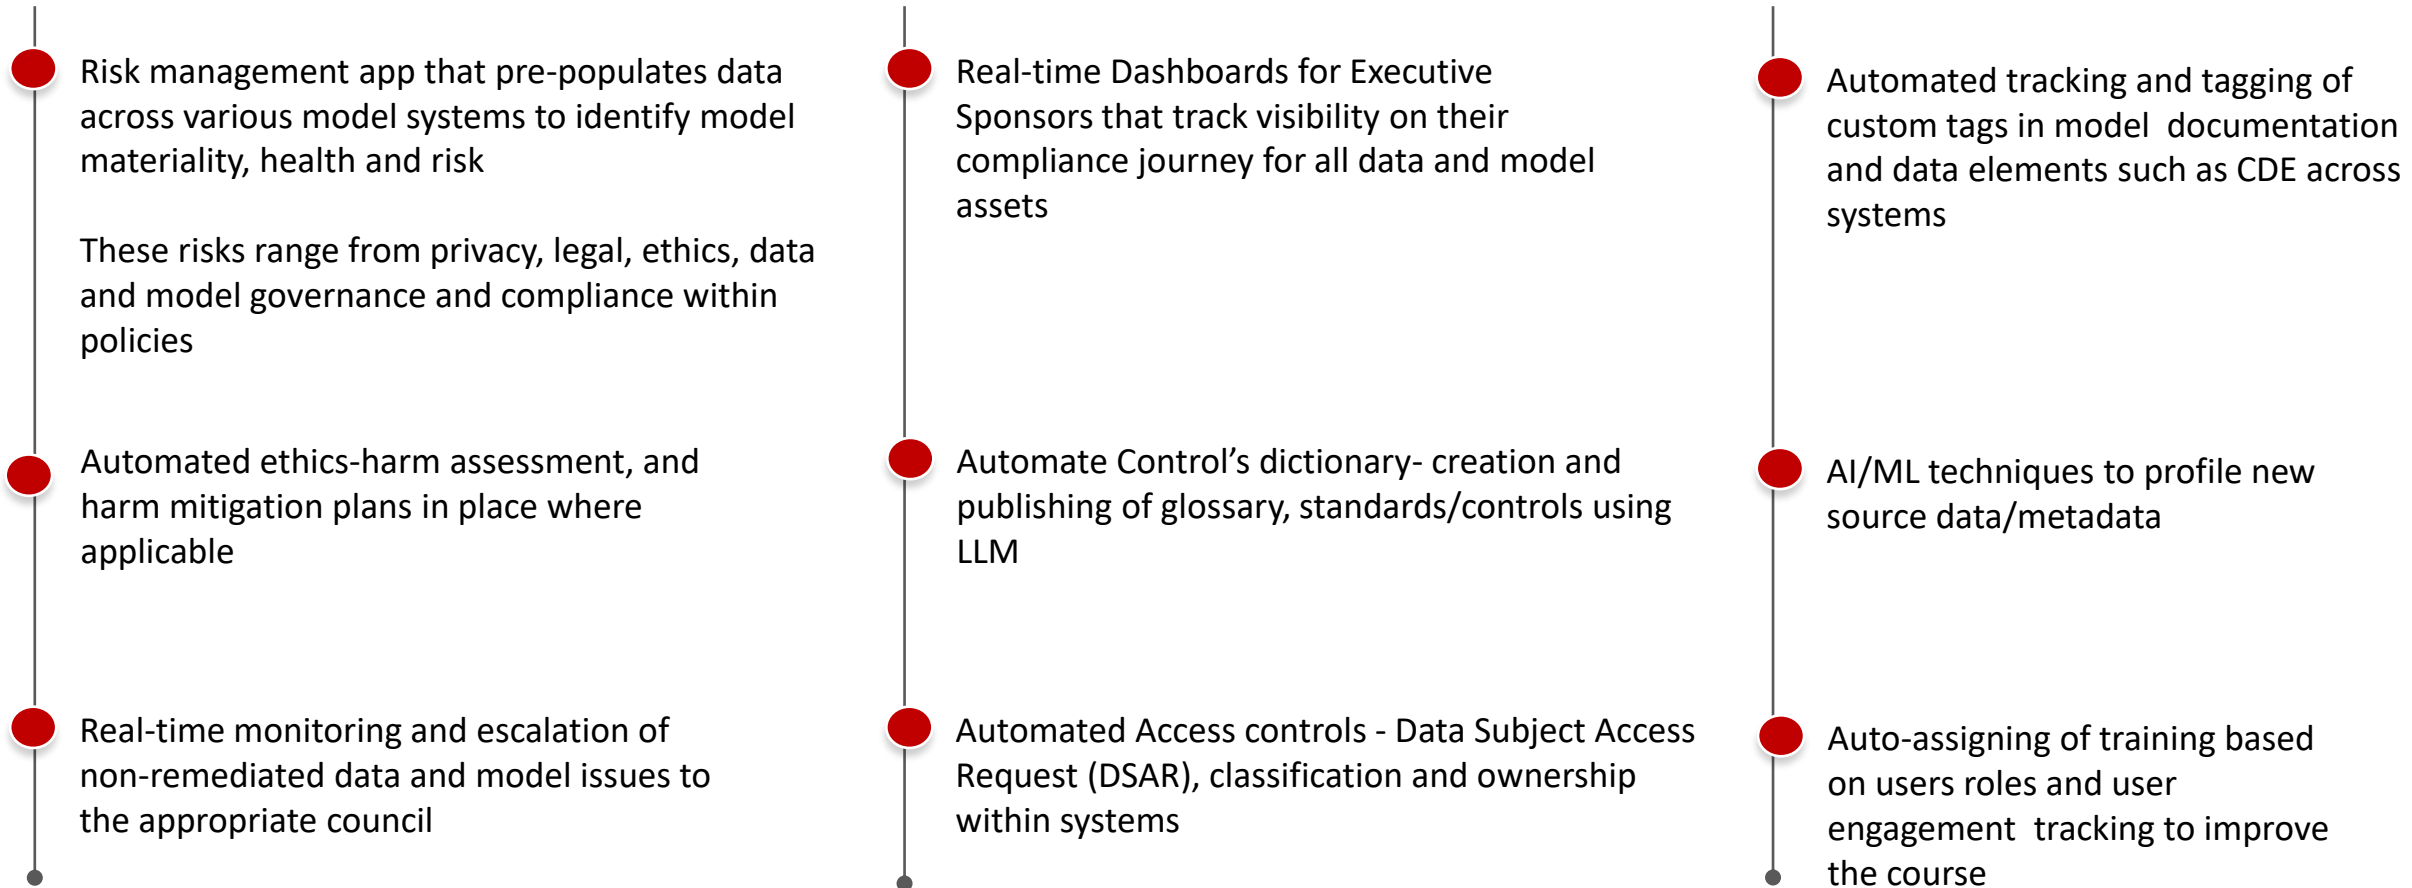 Risk management app that pre-populates data
across various model systems to identify model
materiality, health and risk
These risks range from privacy, legal, ethics, data
and model governance and compliance within
policies
Automated ethics-harm assessment, and
harm mitigation plans in place where
applicable
Real-time monitoring and escalation of
non-remediated data and model issues to
the appropriate council
Real-time Dashboards for Executive
Sponsors that track visibility on their
compliance journey for all data and model
assets
Automate Control’s dictionary- creation and
publishing of glossary, standards/controls using
LLM
Automated Access controls - Data Subject Access
Request (DSAR), classification and ownership
within systems
Automated tracking and tagging of
custom tags in model  documentation
and data elements such as CDE across
systems
AI/ML techniques to profile new
source data/metadata
Auto-assigning of training based
on users roles and user
engagement  tracking to improve
the course